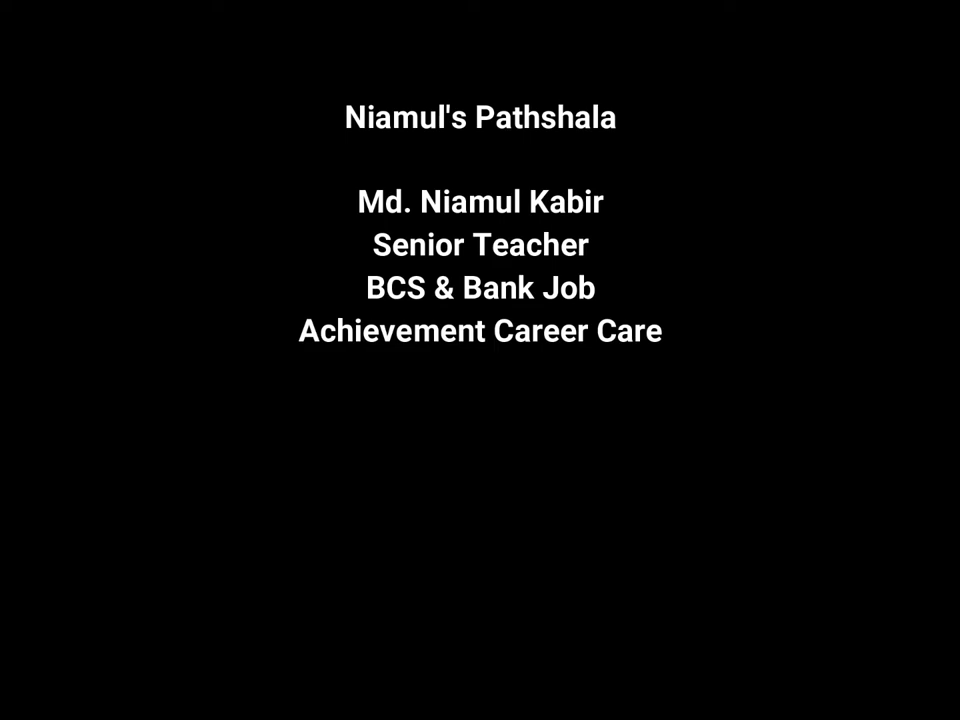 Niamul's Pathshala
Md. Niamul Kabir
Senior Teacher
BCS & Bank Job
Achievement Career Care